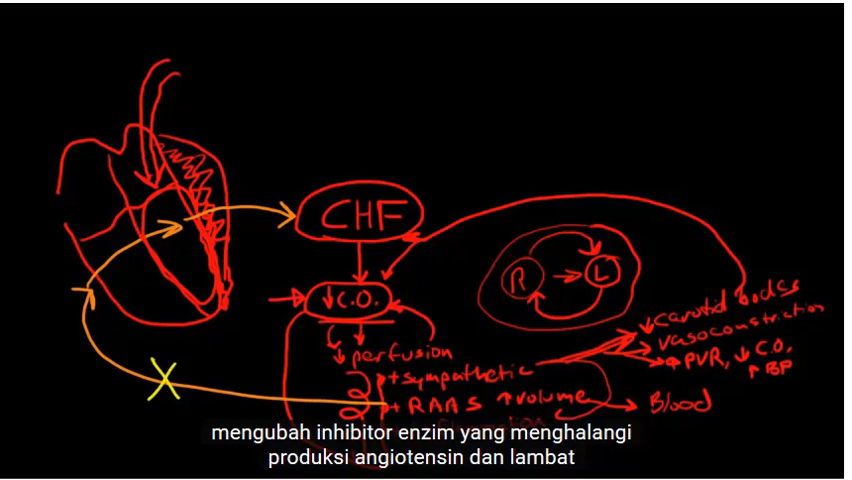 CHF
↓ C.O.
R → L
↓ perfusion
+ sympathetic
+ RAAS ↑ volume
↓ carotid bodies
vasoconstriction
↑ PVR, ↓ C.O.
↑ BP
Blood
mengubah inhibitor enzim yang menghalangi
produksi angiotensin dan lambat